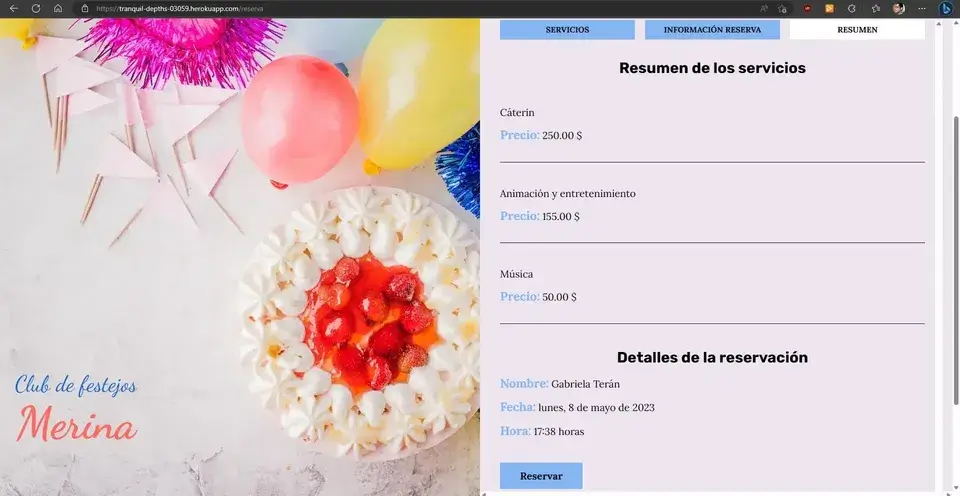 https://tranquil-depths-03059.herokuapp.com/reserva
SERVICIOS
INFORMACIÓN RESERVA
RESUMEN
Resumen de los servicios
Cáterin
Precio: 250.00 $
Animación y entretenimiento
Precio: 155.00 $
Música
Precio: 50.00 $
Detalles de la reservación
Nombre: Gabriela Terán
Fecha: lunes, 8 de mayo de 2023
Hora: 17:38 horas
Reservar
Club de festejos
Merina